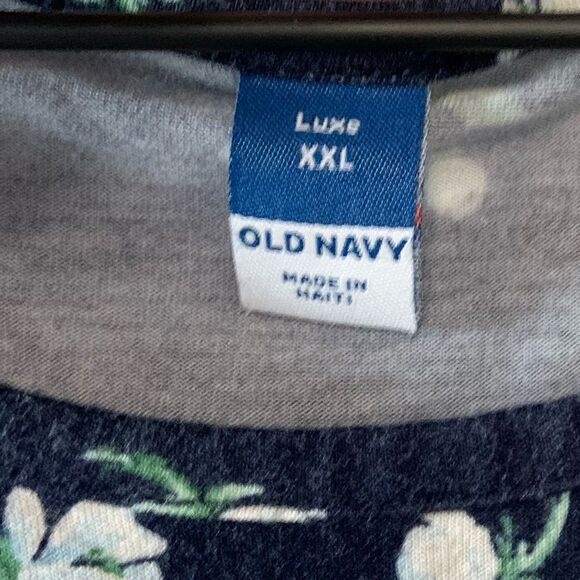 Luxe
XXL
OLD NAVY
MADE IN
HAITI